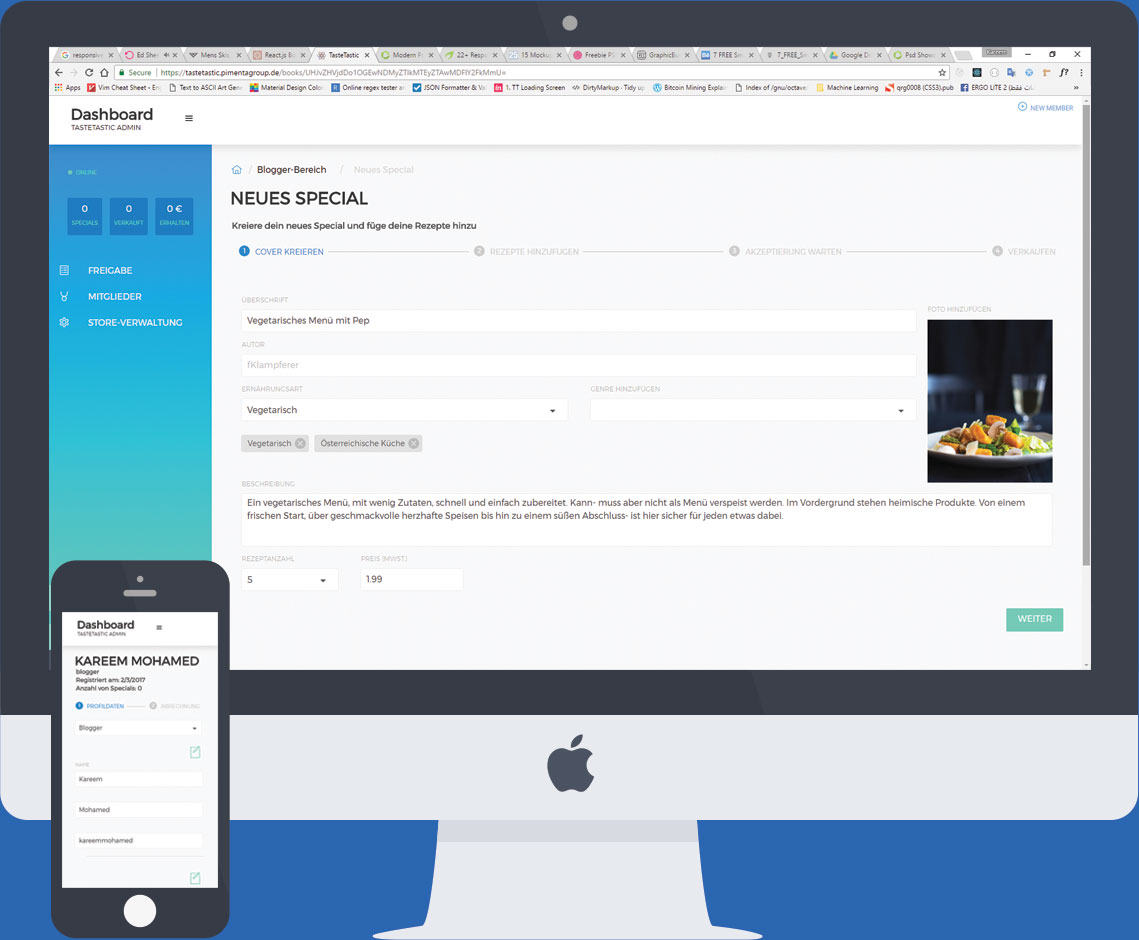 responsive
Ed She
Mens Ski
React.js B
TasteTastic
Modern P
22+ Resp
15 Mocku
Freebie P
GraphicBu
7 FREE Sm
7_FREE_S
Google D
Psd Show
Kareem
Secure
https://tastetastic.pimentagroup.de/books/
Apps
Vim Cheat Sheet - En
Text to ASCII Art Gene
Material Design Color
Online regex tester an
JSON Formatter & Va
1. TT Loading Screen
DirtyMarkup · Tidy up
Bitcoin Mining Explai
Index of /gnu/octave
Machine Learning
qrg0008 (CSS3).pub
ERGO LITE 2
Dashboard
TASTETASTIC ADMIN
NEW MEMBER
ONLINE
0 0 0 €
SPECIALS VERKAUFT ERHALTEN
FREIGABE
MITGLIEDER
STORE-VERWALTUNG
/ Blogger-Bereich / Neues Special
NEUES SPECIAL
Kreiere dein neues Special und füge deine Rezepte hinzu
1 COVER KREIEREN 2 REZEPTE HINZUFÜGEN 3 AKZEPTIERUNG WARTEN 4 VERKAUFEN
ÜBERSCHRIFT
Vegetarisches Menü mit Pep
FOTO HINZUFÜGEN
AUTOR
fKlampferer
ERNÄHRUNGSART GENRE HINZUFÜGEN
Vegetarisch
Vegetarisch Österreichische Küche
BESCHREIBUNG
Ein vegetarisches Menü, mit wenig Zutaten, schnell und einfach zubereitet. Kann- muss aber nicht als Menü verspeist werden. Im Vordergrund stehen heimische Produkte. Von einem
frischen Start, über geschmackvolle herzhafte Speisen bis hin zu einem süßen Abschluss- ist hier sicher für jeden etwas dabei.
REZEPTANZAHL PREIS (MWST.)
5 1.99
WEITER
Dashboard
TASTETASTIC ADMIN
KAREEM MOHAMED
blogger
Registriert am: 2/3/2017
Anzahl von Specials: 0
1 PROFILDATEN 2 ABRECHNUNG
Blogger
NAME
Kareem
Mohamed
kareemmohamed